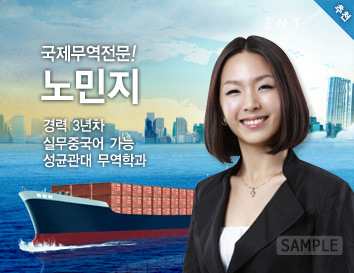 추천
ENT
국제무역전문!
노민지
경력 3년차
실무중국어 가능
성균관대 무역학과
SAMPLE